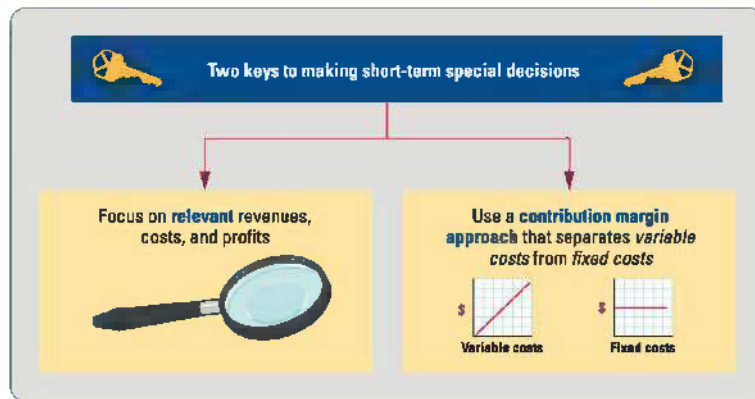 Two keys to making short-term special decisions
Focus on relevant revenues,
costs, and profits
Use a contribution margin
approach that separates variable
costs from fixed costs
$
Variable costs
$
Fixed costs